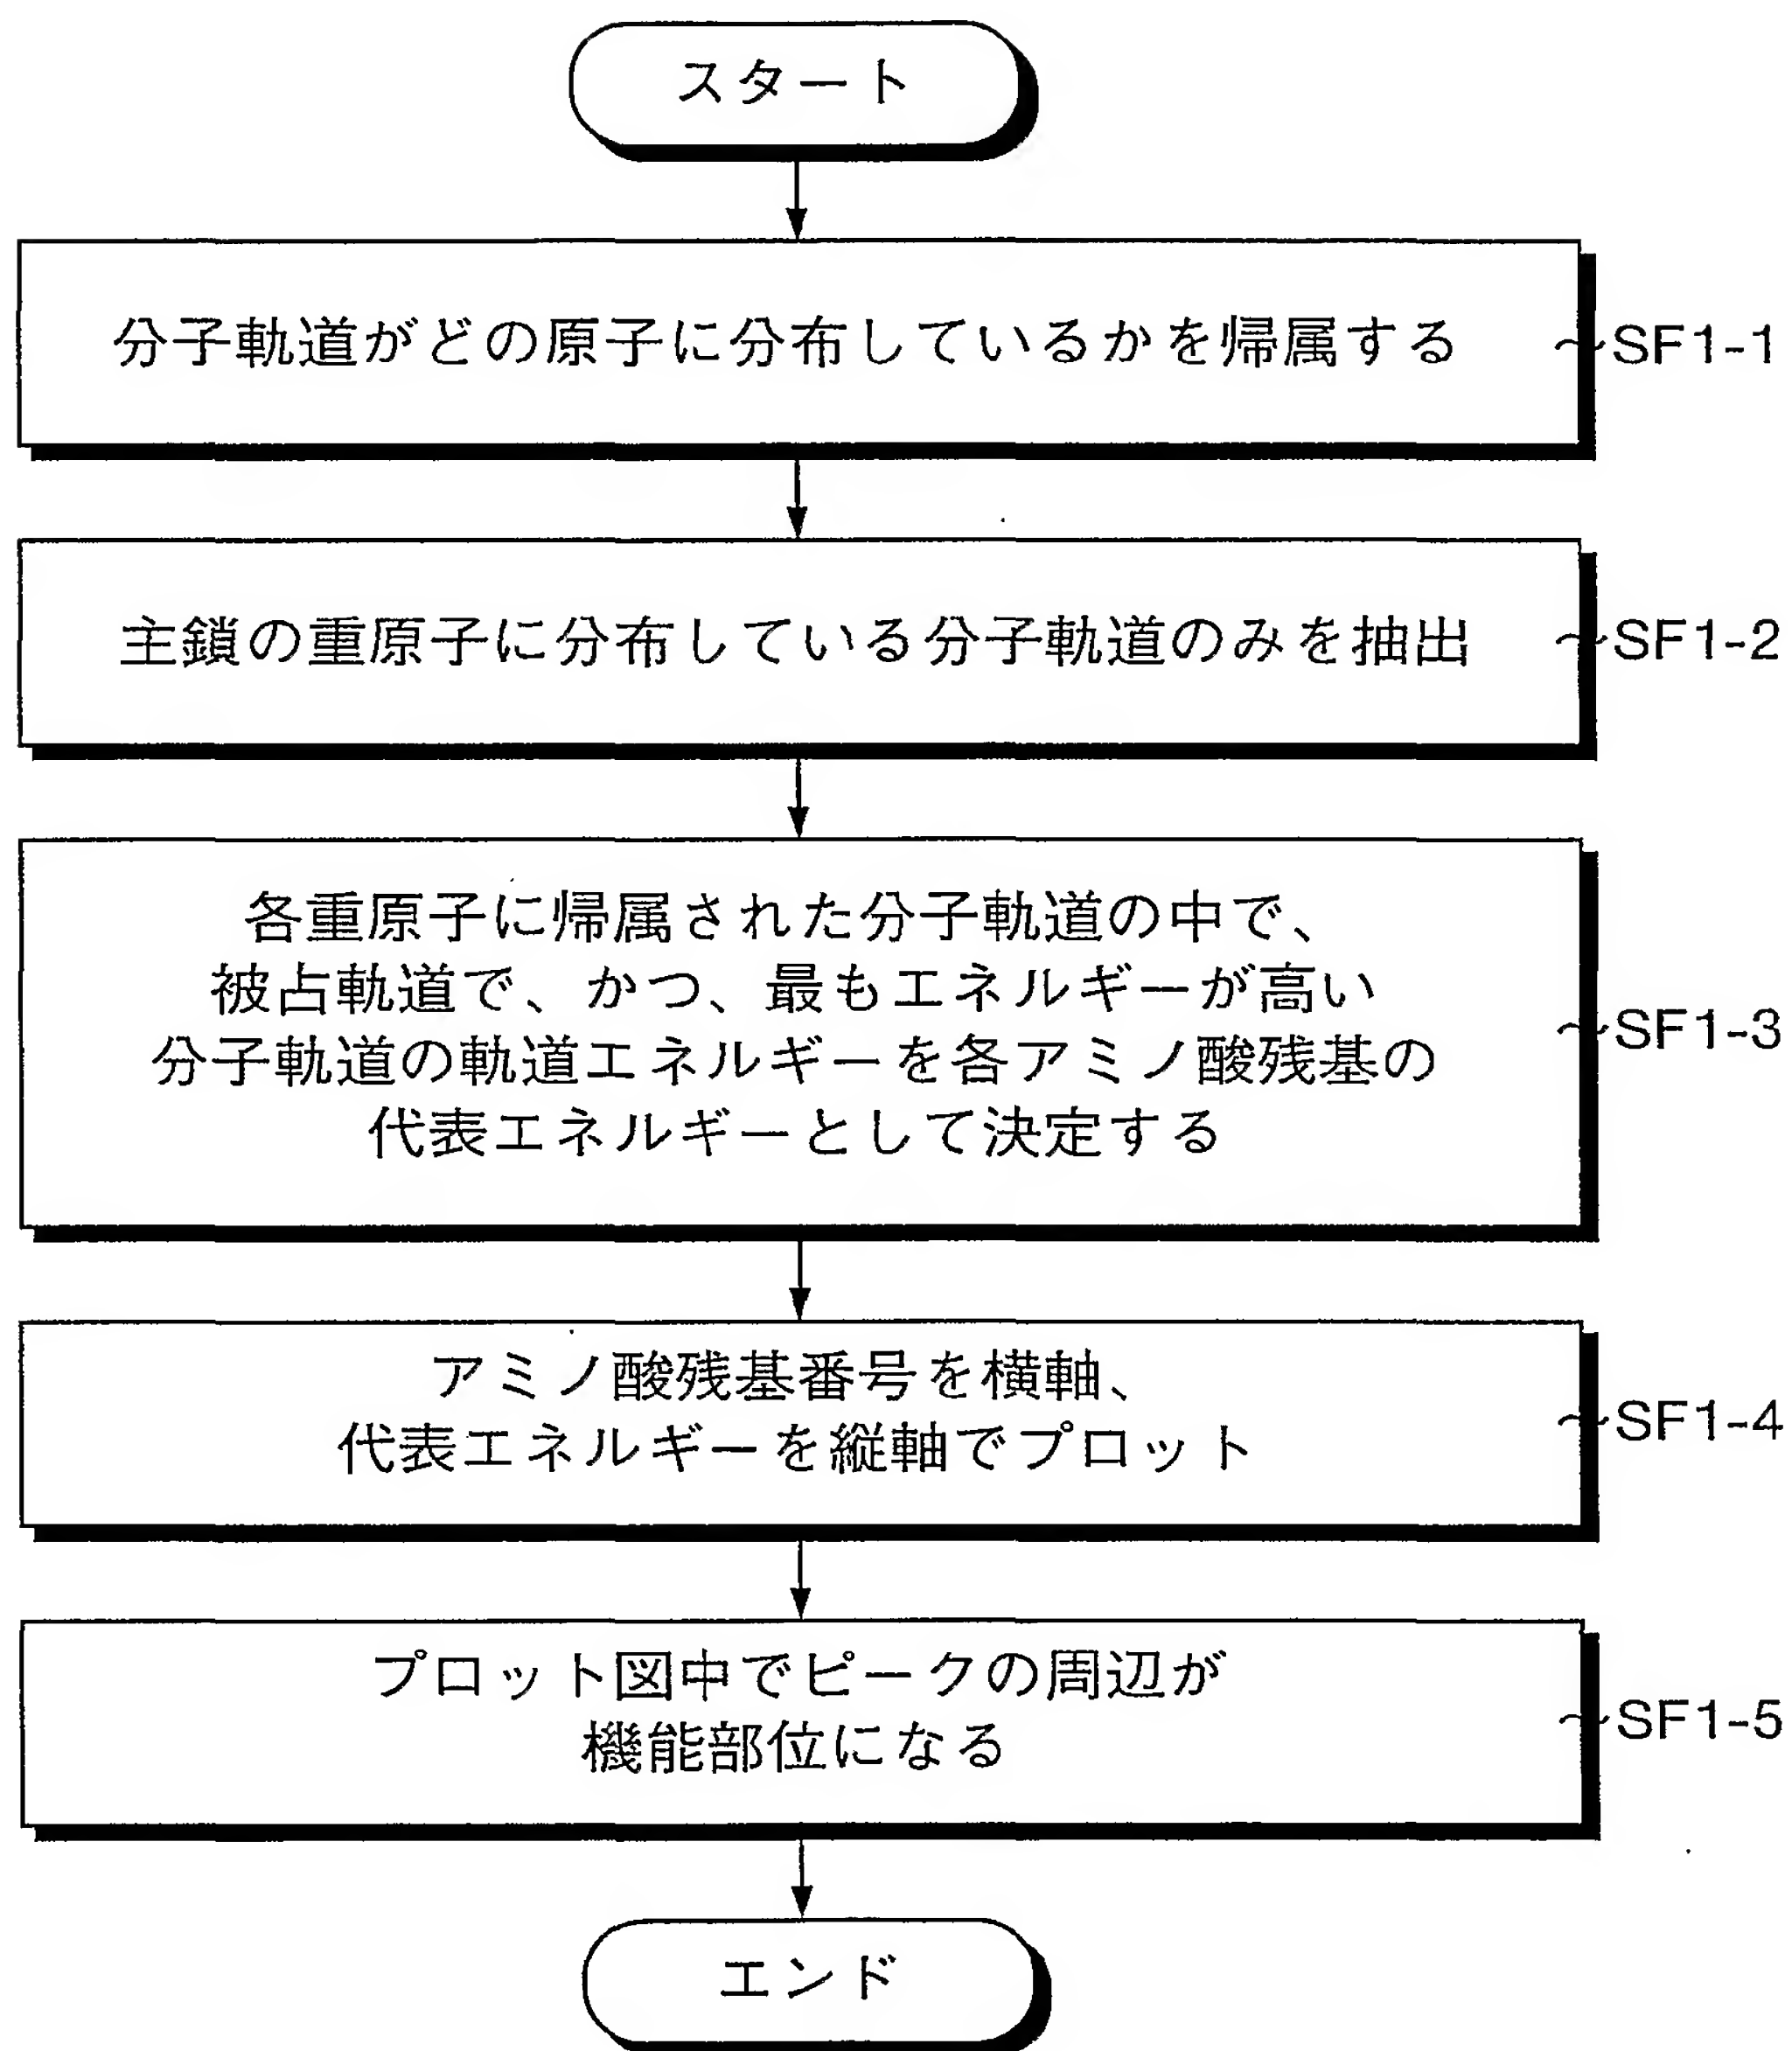 スタート
分子軌道がどの原子に分布しているかを帰属する
SF1-1
主鎖の重原子に分布している分子軌道のみを抽出
SF1-2
各重原子に帰属された分子軌道の中で、
被占軌道で、かつ、最もエネルギーが高い
分子軌道の軌道エネルギーを各アミノ酸残基の
代表エネルギーとして決定する
SF1-3
アミノ酸残基番号を横軸、
代表エネルギーを縦軸でプロット
SF1-4
プロット図中でピークの周辺が
機能部位になる
SF1-5
エンド